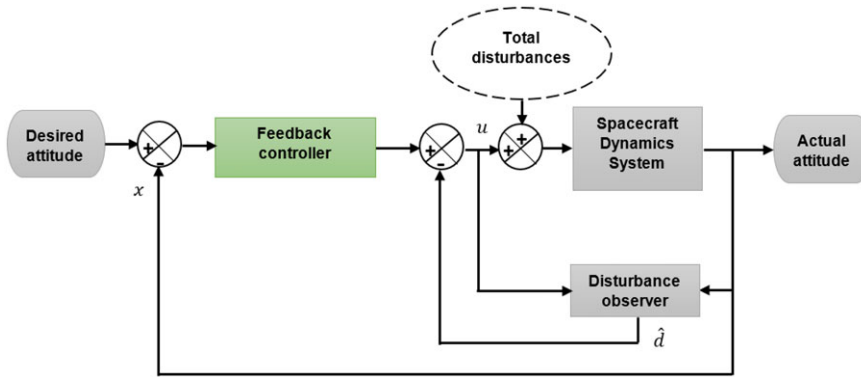 Total
disturbances
Desired
attitude
+
-
x
Feedback
controller
+
-
u
+
+
Spacecraft
Dynamics
System
Actual
attitude
Disturbance
observer
d̂